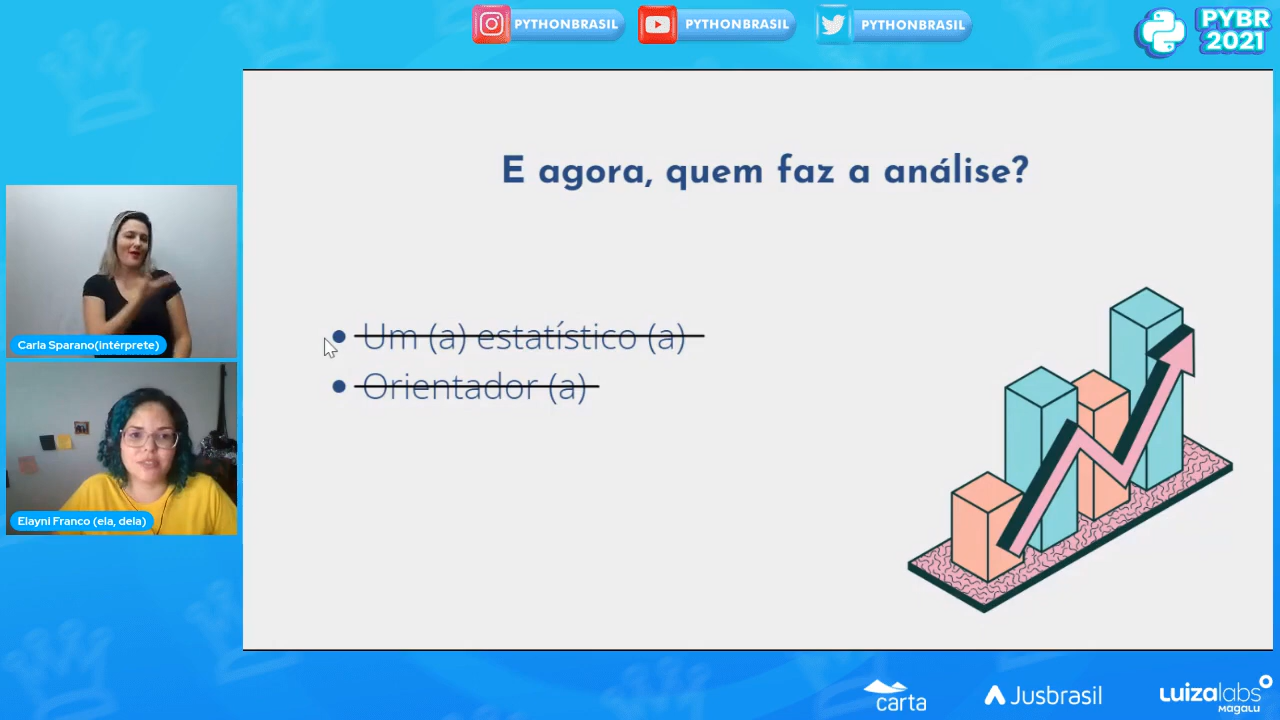 PYTHONBRASIL
PYTHONBRASIL
PYTHONBRASIL
PYBR
2021
E agora, quem faz a análise?
Um (a) estatístico (a)
Orientador (a)
Carla Sparano(intérprete)
Elayni Franco (ela, dela)
carta
Jusbrasil
LUIZAlabs
MAGALU